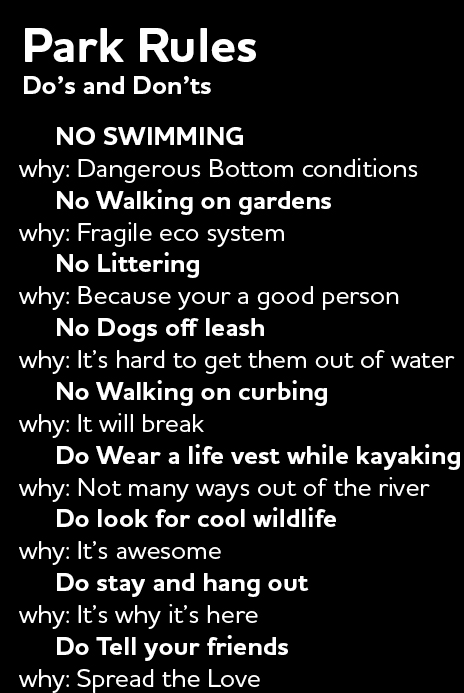 Park Rules
Do’s and Don’ts
NO SWIMMING
why: Dangerous Bottom conditions
No Walking on gardens
why: Fragile eco system
No Littering
why: Because your a good person
No Dogs off leash
why: It’s hard to get them out of water
No Walking on curbing
why: It will break
Do Wear a life vest while kayaking
why: Not many ways out of the river
Do look for cool wildlife
why: It’s awesome
Do stay and hang out
why: It’s why it’s here
Do Tell your friends
why: Spread the Love